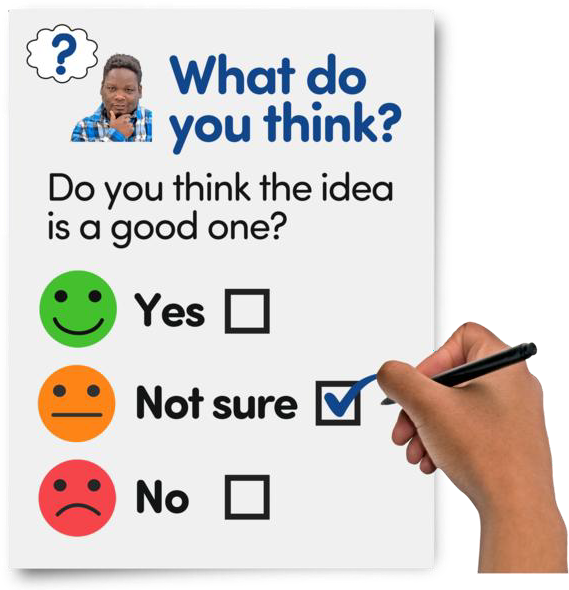 ?
What do
you think?
Do you think the idea
is a good one?
Yes
Not sure
No